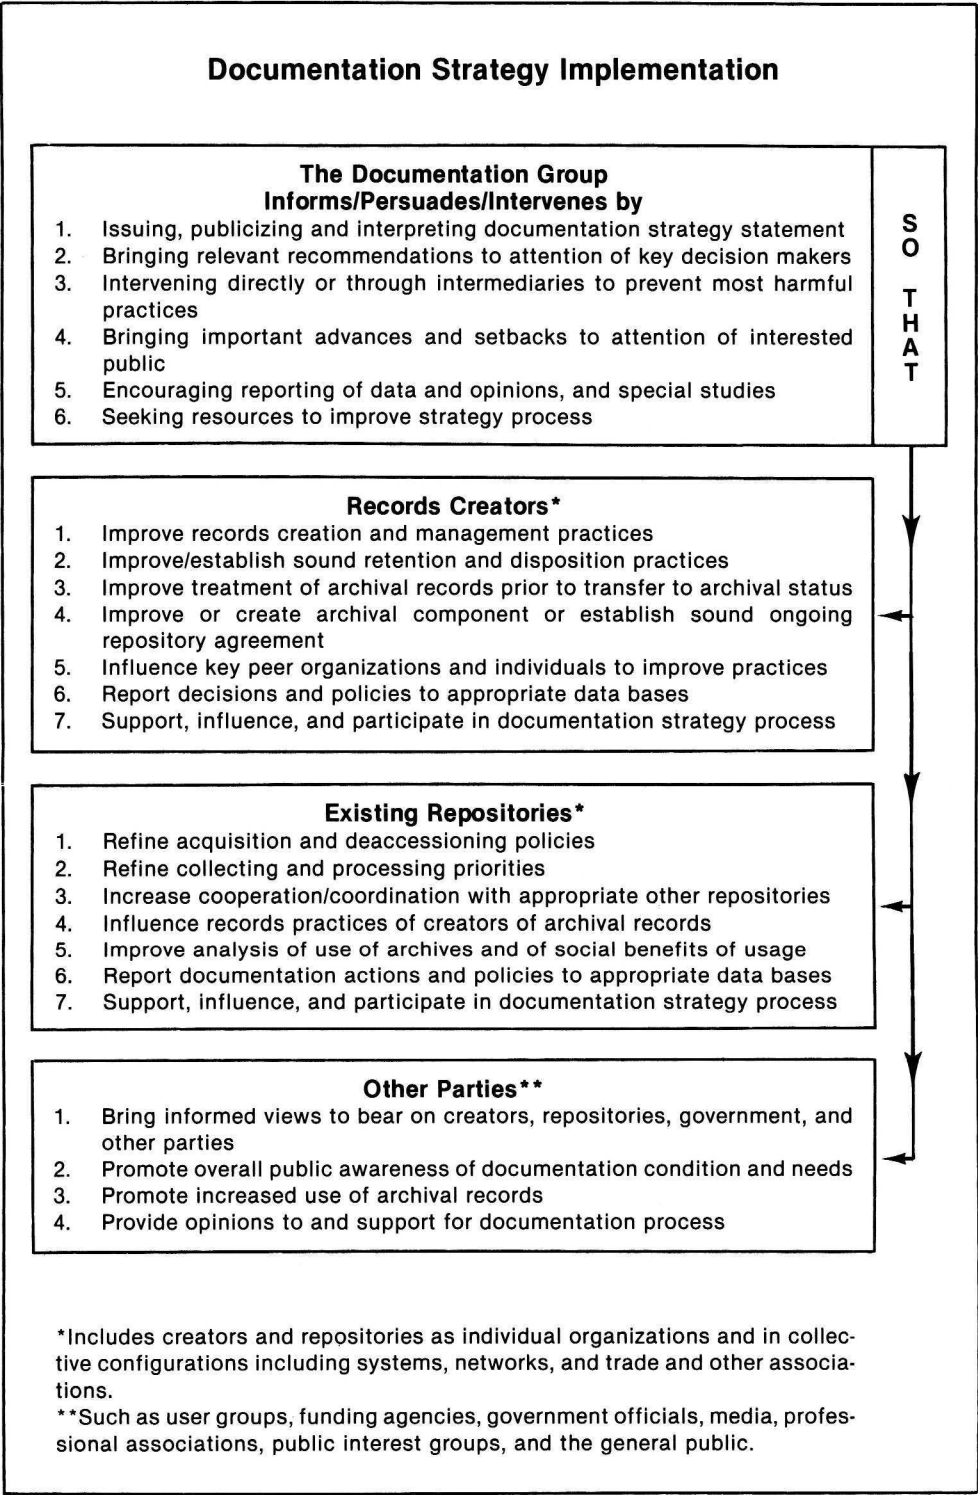 Documentation Strategy Implementation
The Documentation Group
Informs/Persuades/Intervenes by
1. Issuing, publicizing and interpreting documentation strategy statement
2. Bringing relevant recommendations to attention of key decision makers
3. Intervening directly or through intermediaries to prevent most harmful
practices
4. Bringing important advances and setbacks to attention of interested
public
5. Encouraging reporting of data and opinions, and special studies
6. Seeking resources to improve strategy process
SO THAT
Records Creators*
1. Improve records creation and management practices
2. Improve/establish sound retention and disposition practices
3. Improve treatment of archival records prior to transfer to archival status
4. Improve or create archival component or establish sound ongoing
repository agreement
5. Influence key peer organizations and individuals to improve practices
6. Report decisions and policies to appropriate data bases
7. Support, influence, and participate in documentation strategy process
Existing Repositories*
1. Refine acquisition and deaccessioning policies
2. Refine collecting and processing priorities
3. Increase cooperation/coordination with appropriate other repositories
4. Influence records practices of creators of archival records
5. Improve analysis of use of archives and of social benefits of usage
6. Report documentation actions and policies to appropriate data bases
7. Support, influence, and participate in documentation strategy process
Other Parties**
1. Bring informed views to bear on creators, repositories, government, and
other parties
2. Promote overall public awareness of documentation condition and needs
3. Promote increased use of archival records
4. Provide opinions to and support for documentation process
*Includes creators and repositories as individual organizations and in collec-
tive configurations including systems, networks, and trade and other associa-
tions.
**Such as user groups, funding agencies, government officials, media, profes-
sional associations, public interest groups, and the general public.